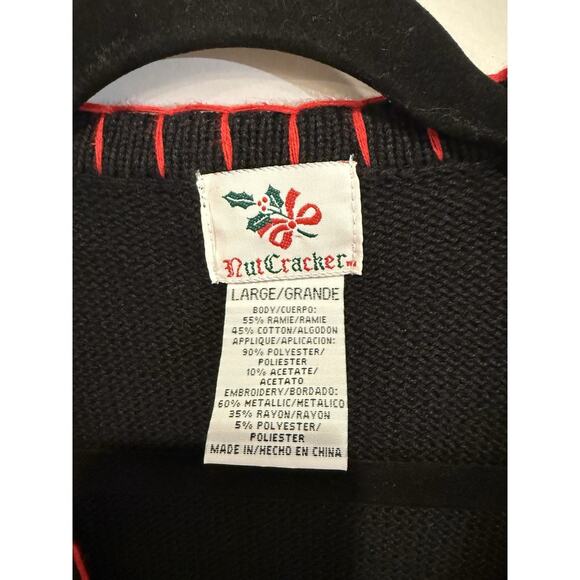 NutCracker
LARGE/GRANDE
BODY/CUERPO:
55% RAMIE/RAMIE
45% COTTON/ALGODON
APPLIQUE/APLICACION:
90% POLYESTER/
POLIESTER
10% ACETATE/
ACETATO
EMBROIDERY/BORDADO:
60% METALLIC/METALICO
35% RAYON/RAYON
5% POLYESTER/
POLIESTER
MADE IN/HECHO EN CHINA